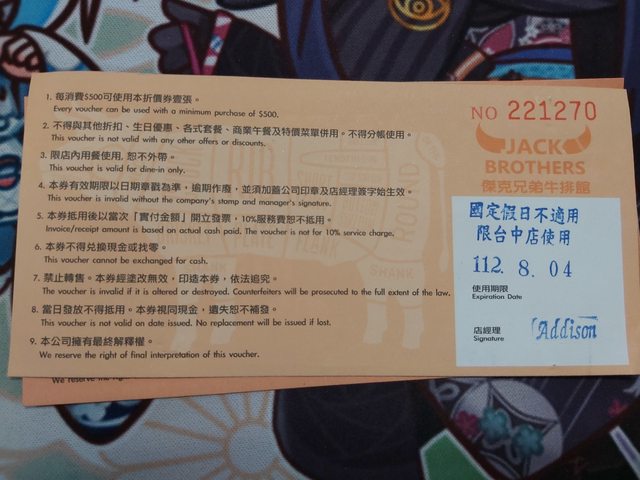 1. 每消費$500可使用本折價券壹張。
Every voucher can be used with a minimum purchase of $500.
2. 不得與其他折扣、生日優惠、各式套餐、商業午餐及特價菜單併用。不得分帳使用。
This voucher is not valid with any other offers or discounts.
3. 限店內用餐使用, 恕不外帶。
This voucher is valid for dine-in only.
4. 本券有效期限以日期章戳為準，逾期作廢，並須加蓋公司印章及店經理簽字始生效。
This voucher is invalid without the company's stamp and manager's signature.
5. 本券抵用後以當次「實付金額」開立發票，10%服務費恕不抵用。
Invoice/receipt amount is based on actual cash paid. The voucher is not for 10% service charge,
6. 本券不得兌換現金或找零。
This voucher cannot be exchanged for cash.
7. 禁止轉售。本券經塗改無效，印造本券，依法追究。
The voucher is invalid if it is altered or destroyed. Counterfeiters will be prosecuted to the full extent of the law.
8. 當日發放不得抵用。本券視同現金，遺失恕不補發。
This voucher is not valid on date issued. No replacement will be issued if lost.
9. 本公司擁有最終解釋權。
We reserve the right of final interpretation of this voucher.
NO 221270
JACK
BROTHERS
傑克兄弟牛排館
國定假日不適用
限台中店使用
112. 8. 04
使用期限
Expiration Date
店經理
Signature
Addison
We reserve the right